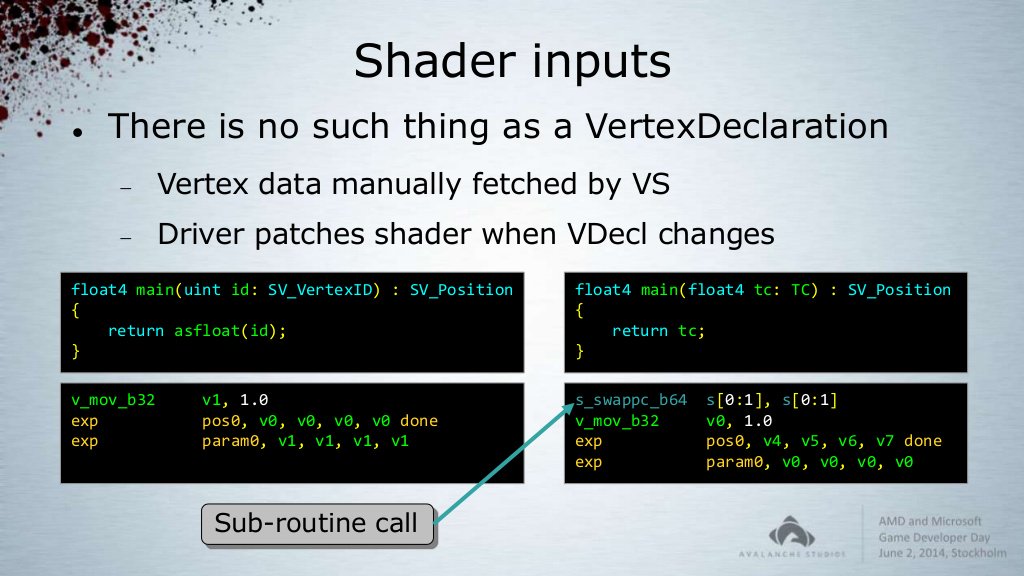 Shader inputs
● There is no such thing as a VertexDeclaration
– Vertex data manually fetched by VS
– Driver patches shader when VDecl changes
float4 main(uint id: SV_VertexID) : SV_Position
{
    return asfloat(id);
}
float4 main(float4 tc: TC) : SV_Position
{
    return tc;
}
v_mov_b32     v1, 1.0
exp           pos0, v0, v0, v0, v0 done
exp           param0, v1, v1, v1, v1
s_swappc_b64  s[0:1], s[0:1]
v_mov_b32     v0, 1.0
exp           pos0, v4, v5, v6, v7 done
exp           param0, v0, v0, v0, v0
Sub-routine call
AVALANCHE STUDIOS
AMD and Microsoft
Game Developer Day
June 2, 2014, Stockholm